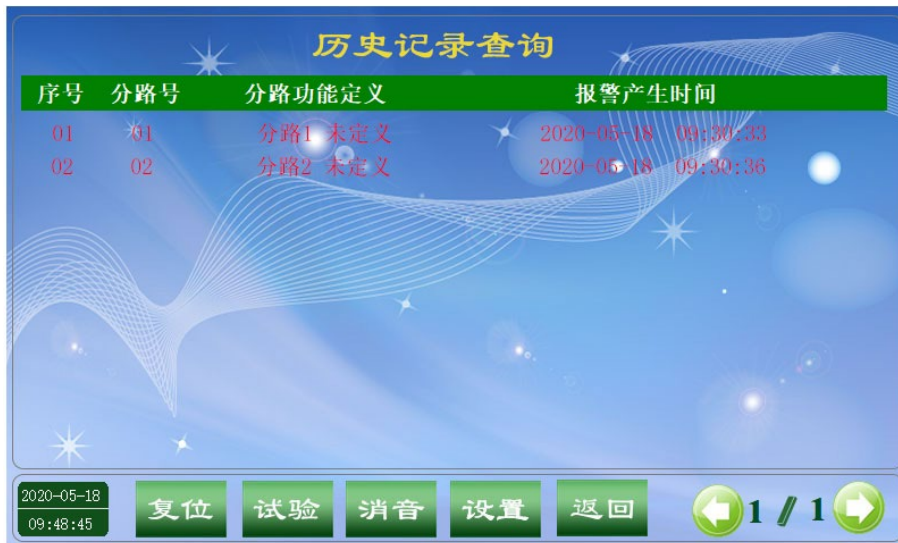 历史记录查询
序号 分路号 分路功能定义 报警产生时间
01 01 分路1 未定义 2020-05-18 09:30:33
02 02 分路2 未定义 2020-05-18 09:30:36
2020-05-18
09:48:45
复位 试验 消音 设置 返回 1 / 1